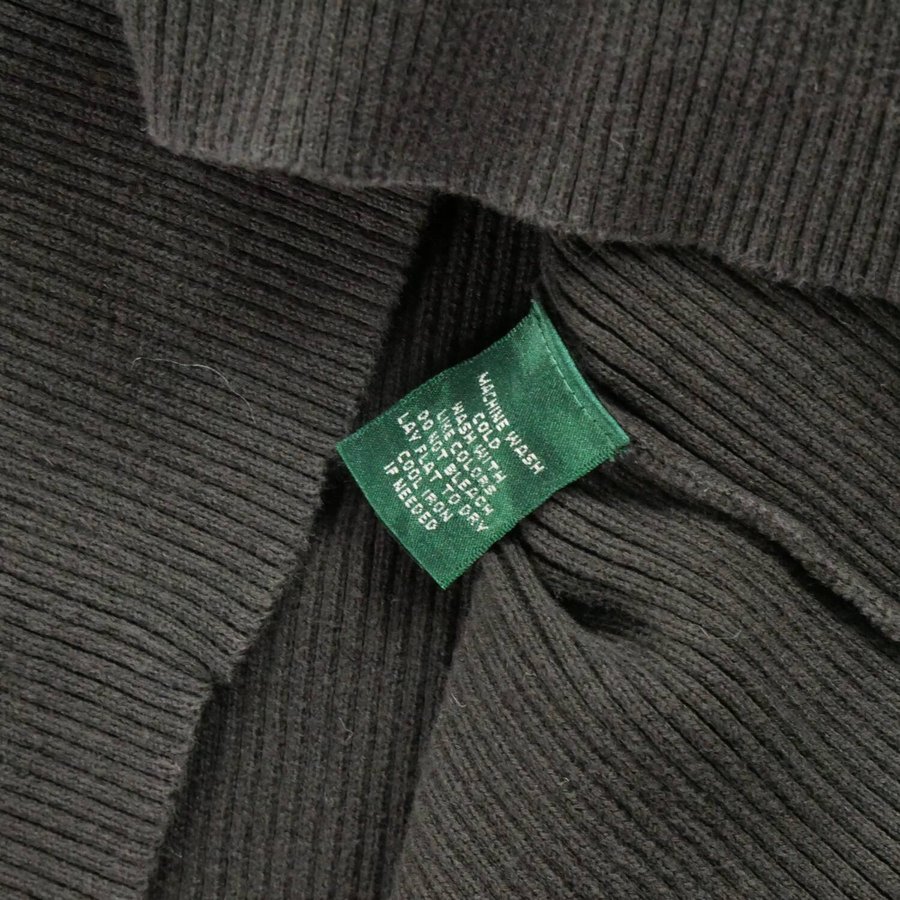 MACHINE WASH
COLD
WASH WITH
LIKE COLORS
DO NOT BLEACH
LAY FLAT TO DRY
COOL IRON
IF NEEDED